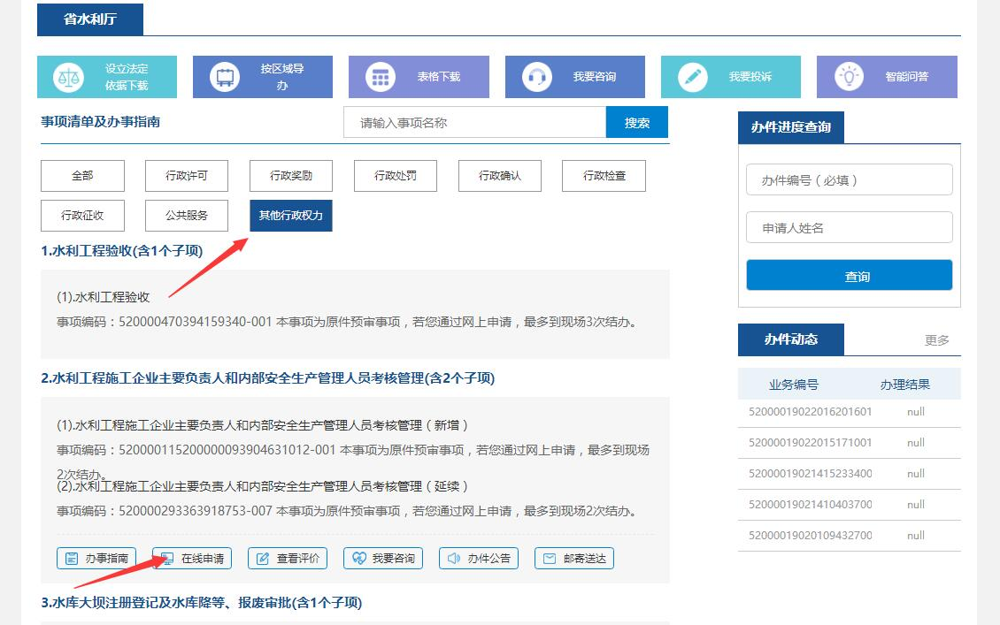 省水利厅
设立法定
依据下载
按区域导
办
表格下载
我要咨询
我要投诉
智能问答
事项清单及办事指南
请输入事项名称
搜索
全部
行政许可
行政奖励
行政处罚
行政确认
行政检查
行政征收
公共服务
其他行政权力
1.水利工程验收(含1个子项)
(1).水利工程验收
事项编码：520000470394159340-001 本事项为原件预审事项，若您通过网上申请，最多到现场3次结办。
2.水利工程施工企业主要负责人和内部安全生产管理人员考核管理(含2个子项)
(1).水利工程施工企业主要负责人和内部安全生产管理人员考核管理（新增）
事项编码：520000115200000093904631012-001 本事项为原件预审事项，若您通过网上申请，最多到现场
2次结办。
(2).水利工程施工企业主要负责人和内部安全生产管理人员考核管理（延续）
事项编码：520000293363918753-007 本事项为原件预审事项，若您通过网上申请，最多到现场2次结办。
办事指南
在线申请
查看评价
我要咨询
办件公告
邮寄送达
3.水库大坝注册登记及水库降等、报废审批(含1个子项)
办件进度查询
办件编号（必填）
申请人姓名
查询
办件动态
更多
业务编号 办理结果
52000019022016201601 null
52000019022015171001 null
52000019021415233400 null
52000019021410403700 null
52000019020109432700 null